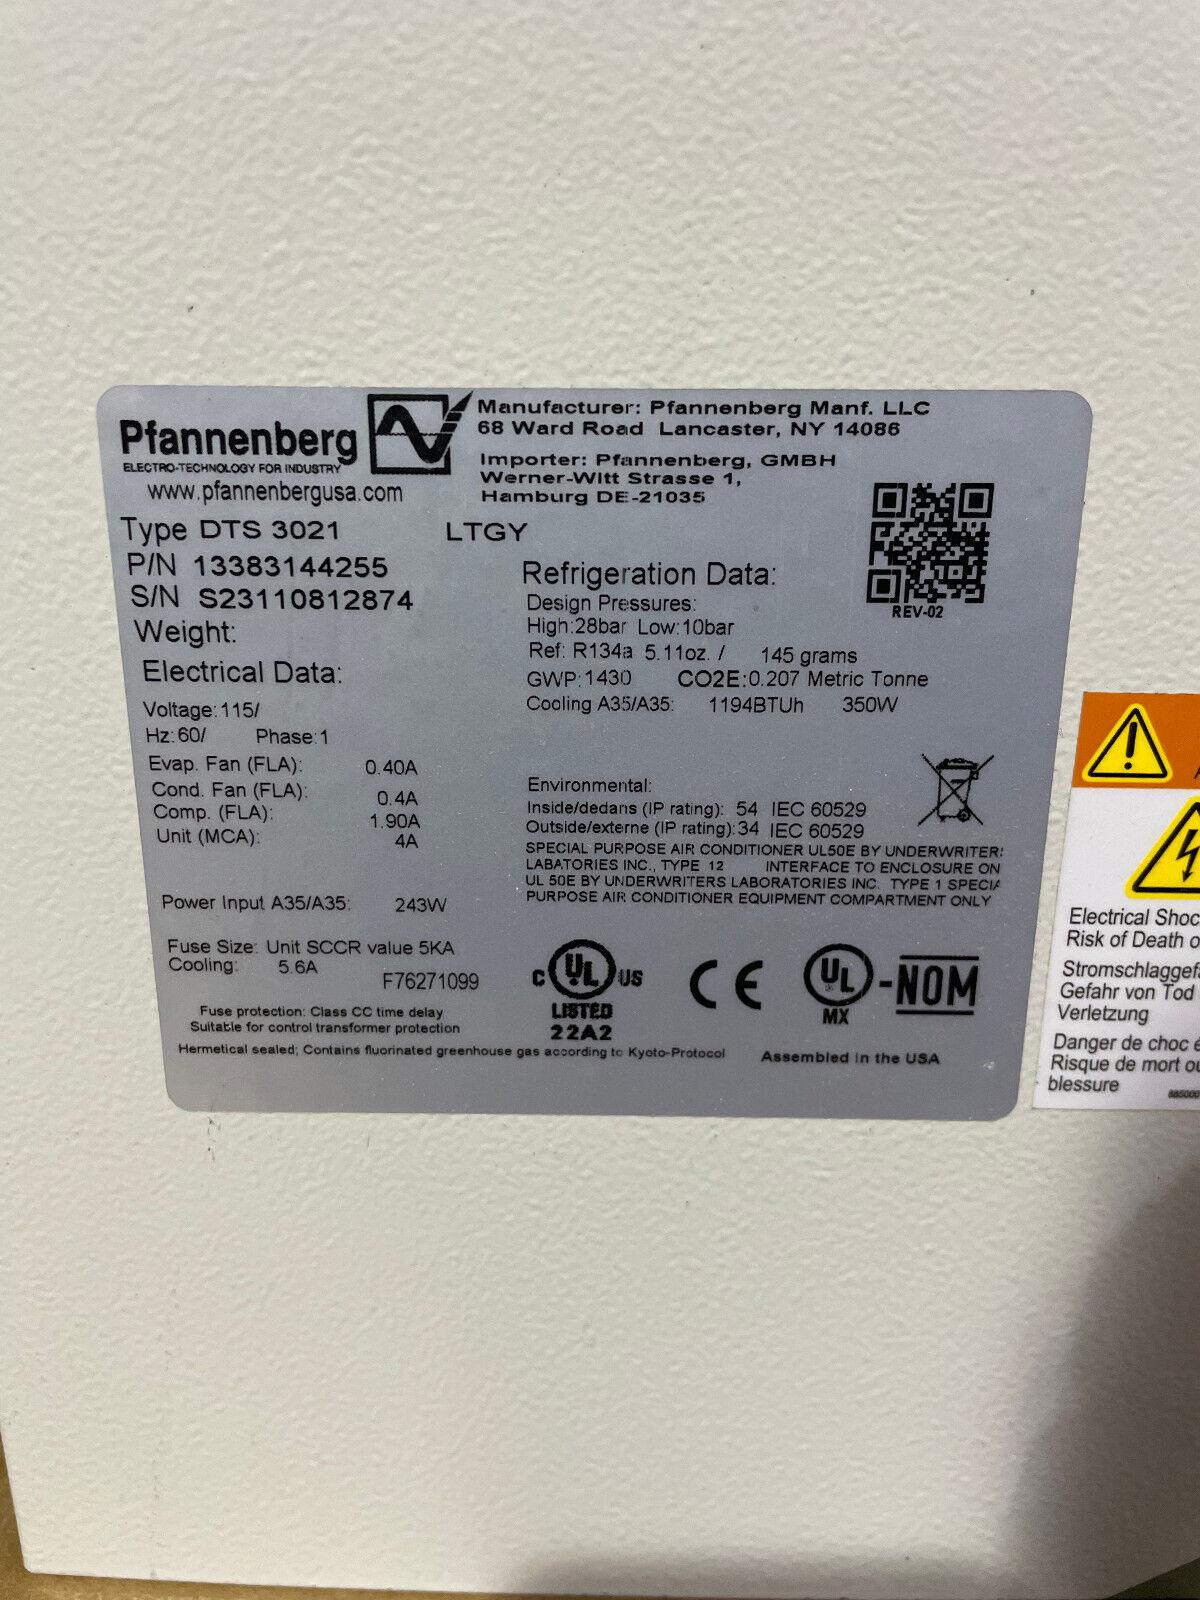 Pfannenberg
ELECTRO-TECHNOLOGY FOR INDUSTRY
www.pfannenbergusa.com
Manufacturer: Pfannenberg Manf. LLC
68 Ward Road Lancaster, NY 14086
Importer: Pfannenberg, GMBH
Werner-Witt Strasse 1,
Hamburg DE-21035
Type DTS 3021 LTGY
P/N 13383144255
S/N S23110812874
Weight:
REV-02
Electrical Data:
Voltage:115/
Hz:60/ Phase:1
Evap. Fan (FLA): 0.40A
Cond. Fan (FLA): 0.4A
Comp. (FLA): 1.90A
Unit (MCA): 4A
Power Input A35/A35: 243W
Fuse Size: Unit SCCR value 5KA
Cooling: 5.6A
F76271099
Fuse protection: Class CC time delay
Suitable for control transformer protection
Refrigeration Data:
Design Pressures:
High:28bar Low:10bar
Ref: R134a 5.11oz. / 145 grams
GWP:1430 CO2E:0.207 Metric Tonne
Cooling A35/A35: 1194BTUh 350W
Environmental:
Inside/dedans (IP rating): 54 IEC 60529
Outside/externe (IP rating):34 IEC 60529
SPECIAL PURPOSE AIR CONDITIONER UL50E BY UNDERWRITER
LABATORIES INC., TYPE 12 INTERFACE TO ENCLOSURE ON
UL 50E BY UNDERWRITERS LABORATORIES INC. TYPE 1 SPECIA
PURPOSE AIR CONDITIONER EQUIPMENT COMPARTMENT ONLY
C UL US
LISTED
22A2
CE
UL
MX
-NOM
Hermetical sealed; Contains fluorinated greenhouse gas according to Kyoto-Protocol
Assembled in the USA
Electrical Shoc
Risk of Death o
Stromschlaggefa
Gefahr von Tod
Verletzung
Danger de choc é
Risque de mort ou
blessure